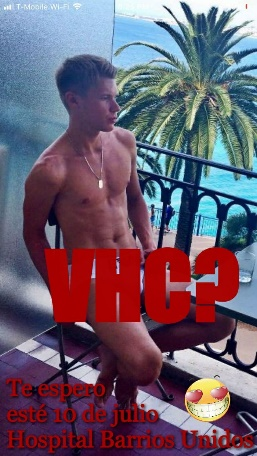 T-Mobile Wi-Fi
VHC?
Te espero
esté 10 de julio
Hospital Barrios Unidos